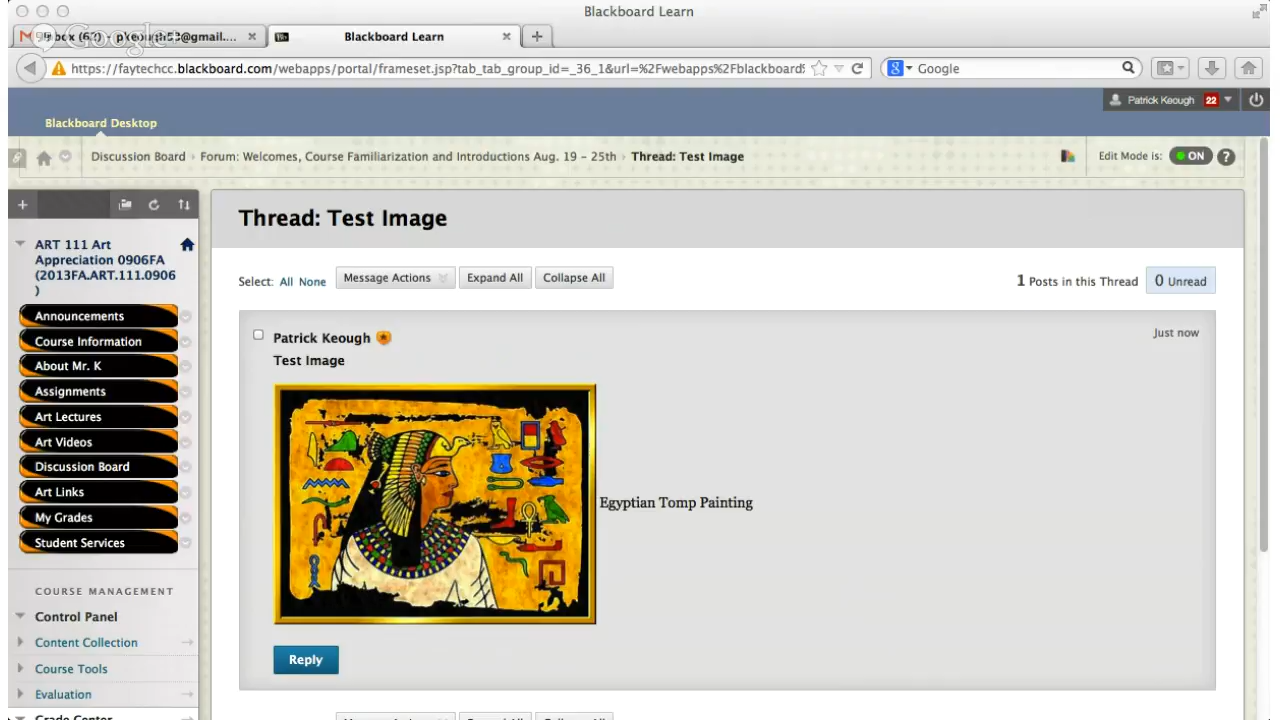 Blackboard Learn
Blackboard Learn
Google
https://faytechcc.blackboard.com/webapps/portal/frameset.jsp?tab_tab_group_id=_36_1&url=%2Fwebapps%2Fblackboard%
Google
Patrick Keough 22
Blackboard Desktop
Discussion Board › Forum: Welcomes, Course Familiarization and Introductions Aug. 19 – 25th › Thread: Test Image
Edit Mode is: ON ?
Thread: Test Image
ART 111 Art
Appreciation 0906FA
(2013FA.ART.111.0906
)
Select: All None Message Actions Expand All Collapse All
1 Posts in this Thread 0 Unread
Announcements
Course Information
About Mr. K
Assignments
Art Lectures
Art Videos
Discussion Board
Art Links
My Grades
Student Services
Patrick Keough
Just now
Test Image
Egyptian Tomp Painting
Reply
COURSE MANAGEMENT
Control Panel
Content Collection
Course Tools
Evaluation
Grade Center